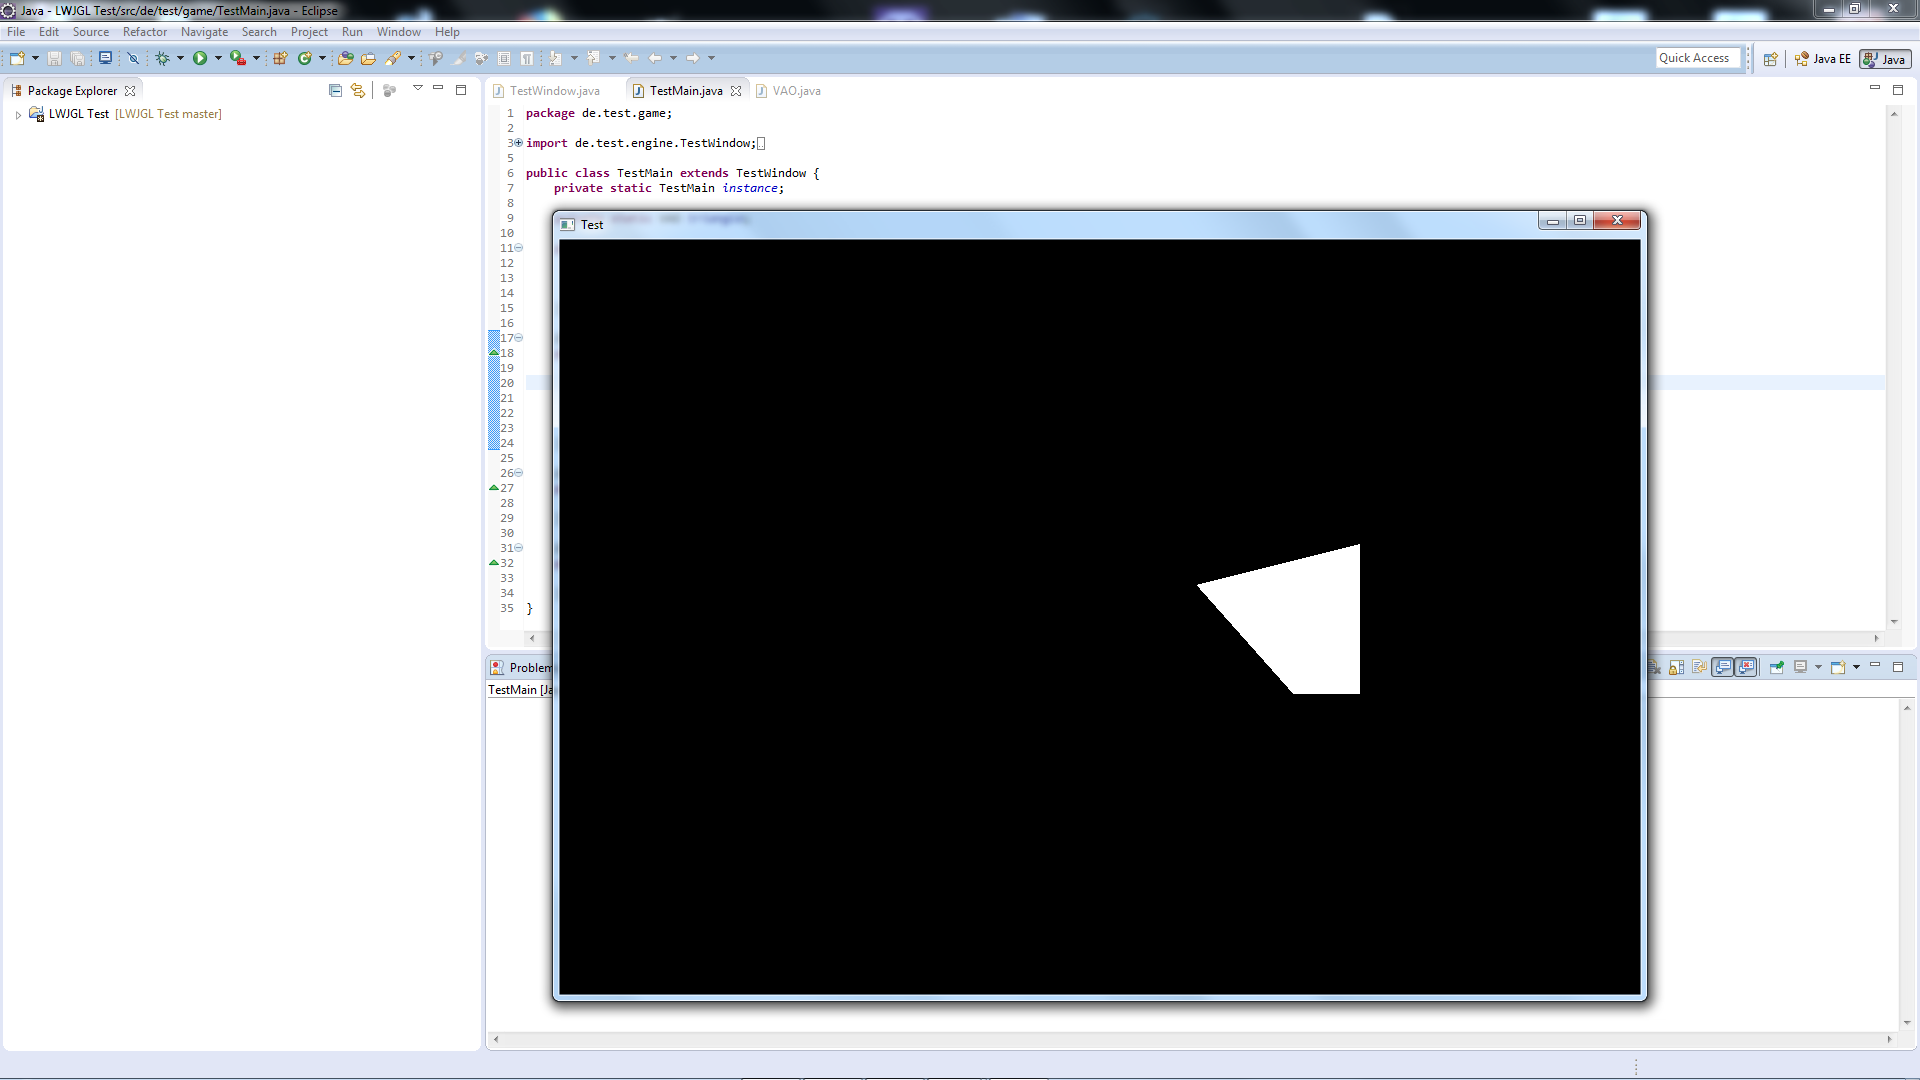 Java - LWJGL Test/src/de/test/game/TestMain.java - Eclipse
File Edit Source Refactor Navigate Search Project Run Window Help
Quick Access Java EE Java
Package Explorer
LWJGL Test [LWJGL Test master]
TestWindow.java TestMain.java VAO.java
1 package de.test.game;
2
3 import de.test.engine.TestWindow;
5
6 public class TestMain extends TestWindow {
7 private static TestMain instance;
8
9
10
11
12
13
14
15
16
17
18
19
20
21
22
23
24
25
26
27
28
29
30
31
32
33
34
35 }
Test
Problem
TestMain [Ja